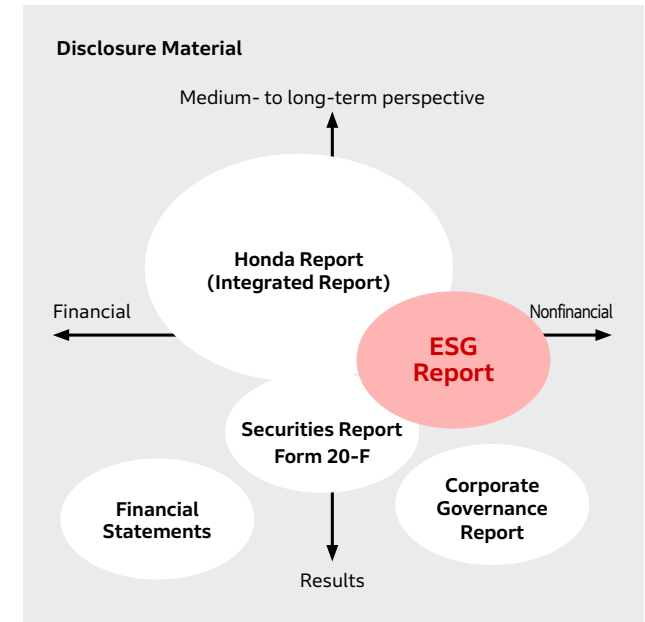 Disclosure Material
Medium- to long-term perspective
Honda Report
(Integrated Report)
Financial
Nonfinancial
ESG
Report
Securities Report
Form 20-F
Financial
Statements
Corporate
Governance
Report
Results